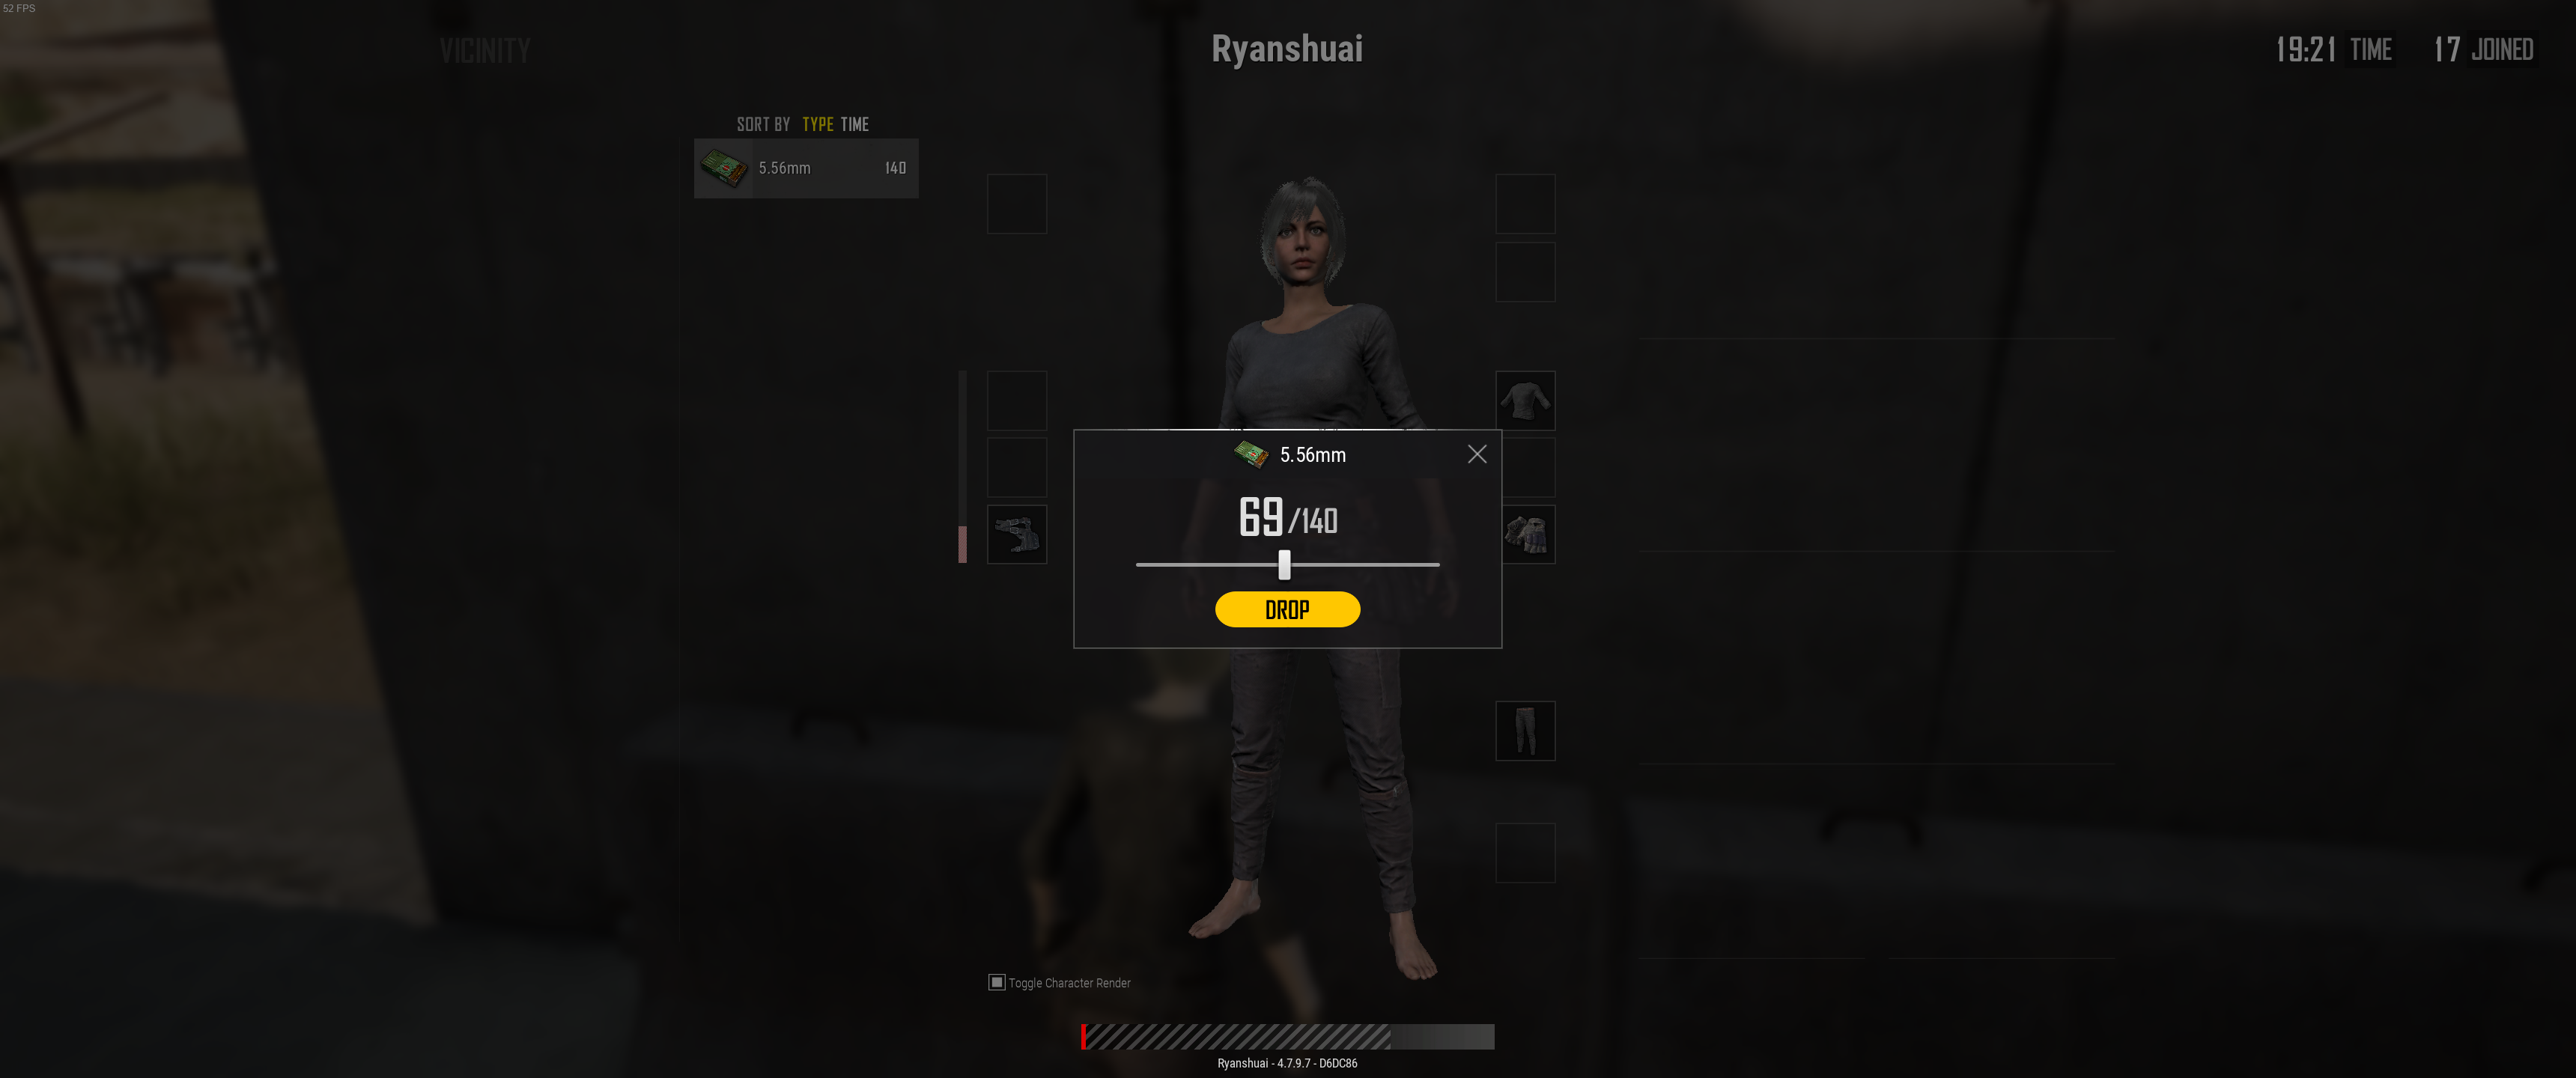 52 FPS
VICINITY
Ryanshuai
19:21 TIME 17 JOINED
SORT BY TYPE TIME
5.56mm 140
5.56mm
69/140
DROP
Toggle Character Render
Ryanshuai - 4.7.9.7 - D6DC86